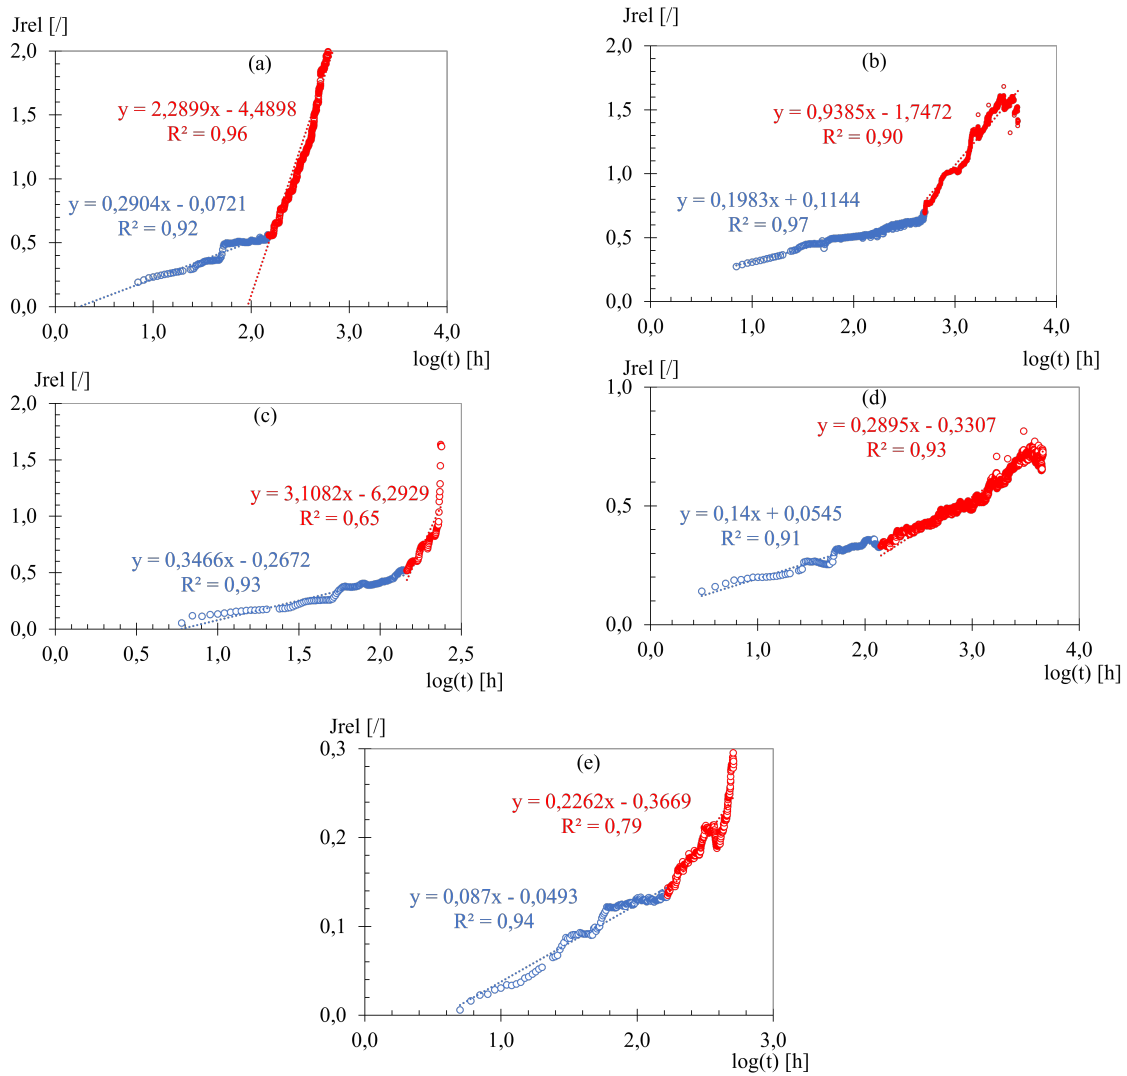 Jrel [/]
(a)
2,0
1,5
1,0
0,5
0,0
y = 2,2899x - 4,4898
R² = 0,96
y = 0,2904x - 0,0721
R² = 0,92
0,0 1,0 2,0 3,0 4,0
log(t) [h]
Jrel [/]
(b)
2,0
1,5
1,0
0,5
0,0
y = 0,9385x - 1,7472
R² = 0,90
y = 0,1983x + 0,1144
R² = 0,97
0,0 1,0 2,0 3,0 4,0
log(t) [h]
Jrel [/]
(c)
2,0
1,5
1,0
0,5
0,0
y = 3,1082x - 6,2929
R² = 0,65
y = 0,3466x - 0,2672
R² = 0,93
0,0 0,5 1,0 1,5 2,0 2,5
log(t) [h]
Jrel [/]
(d)
1,0
0,5
0,0
y = 0,2895x - 0,3307
R² = 0,93
y = 0,14x + 0,0545
R² = 0,91
0,0 1,0 2,0 3,0 4,0
log(t) [h]
Jrel [/]
(e)
0,3
0,2
0,1
0,0
y = 0,2262x - 0,3669
R² = 0,79
y = 0,087x - 0,0493
R² = 0,94
0,0 1,0 2,0 3,0
log(t) [h]